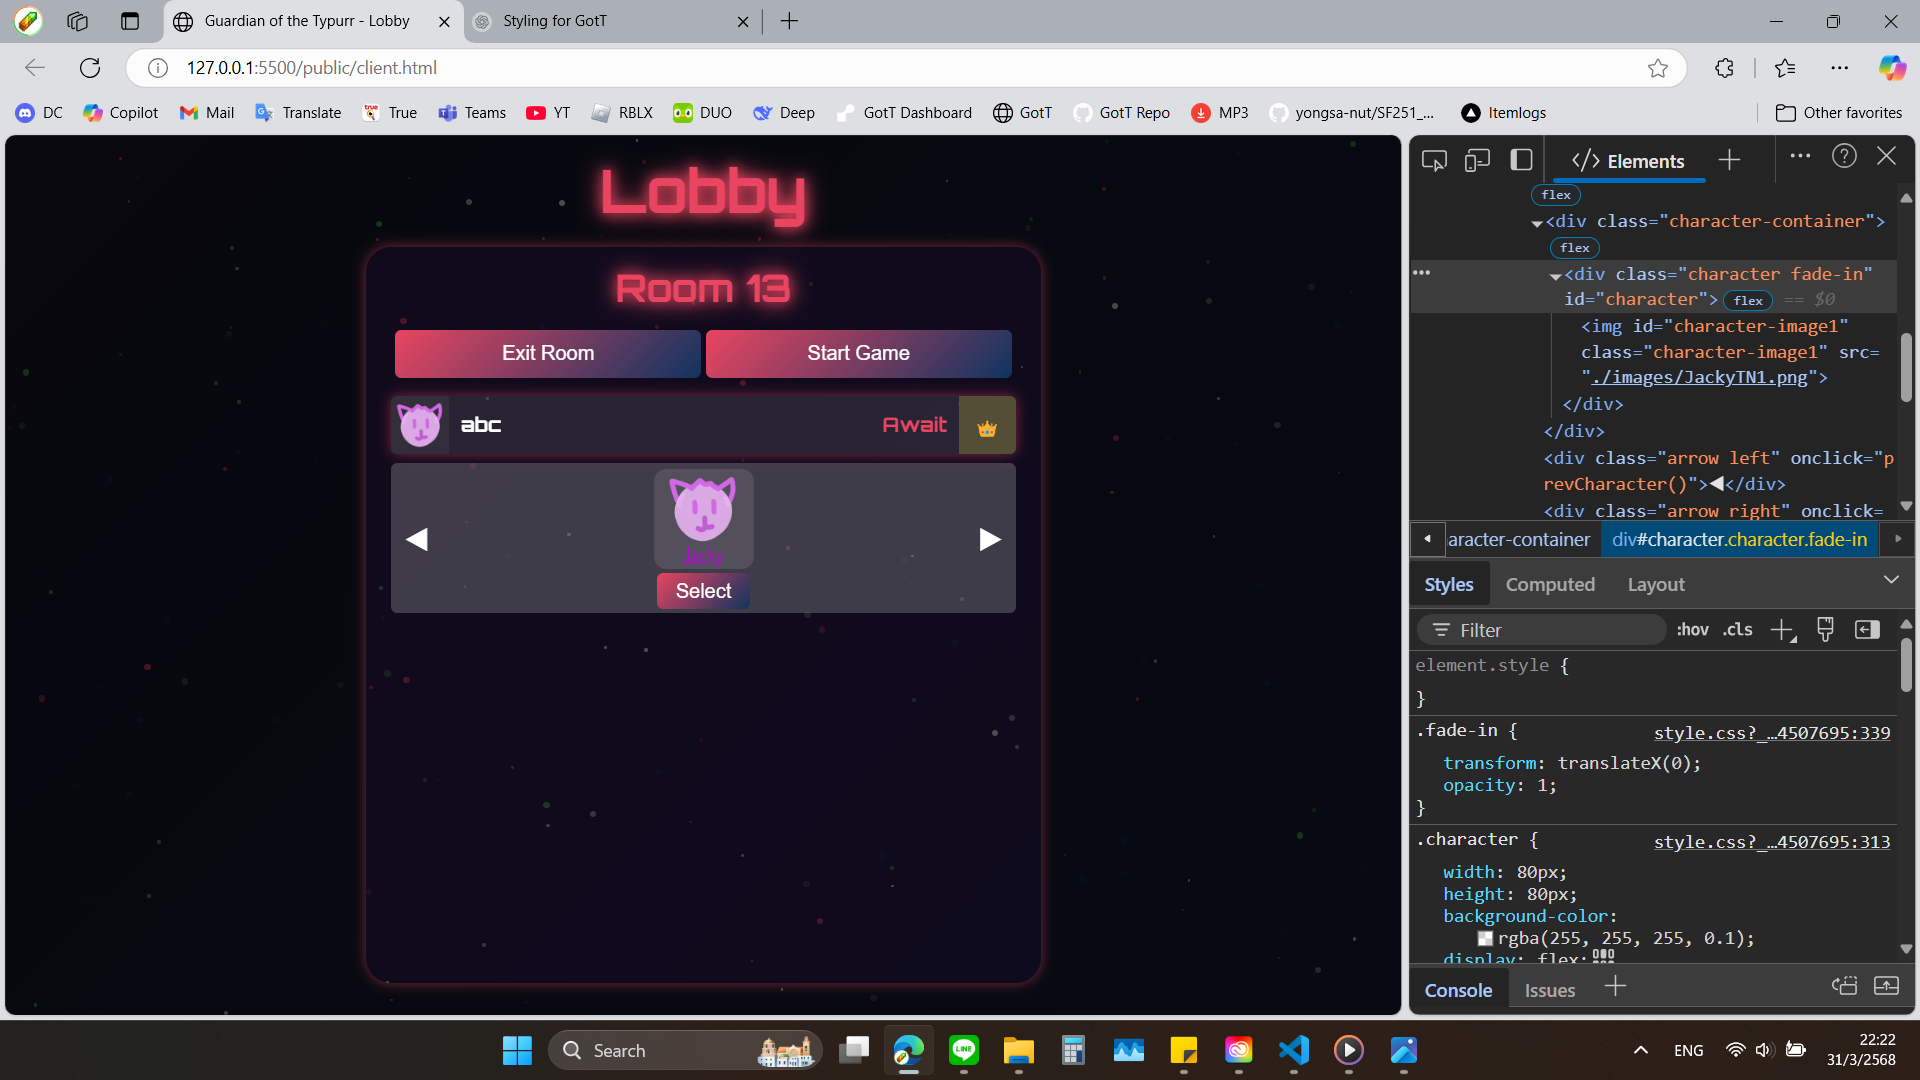 Guardian of the Typurr - Lobby
Styling for GotT
127.0.0.1:5500/public/client.html
DC
Copilot
Mail
Translate
True
Teams
YT
RBLX
DUO
Deep
GotT Dashboard
GotT
GotT Repo
MP3
yongsa-nut/SF251_...
Itemlogs
Other favorites
Lobby
Room 13
Exit Room
Start Game
abc
Await
Jacky
Select
Elements
flex
<div class="character-container">
flex
<div class="character fade-in"
id="character"> flex == $0
<img id="character-image1"
class="character-image1" src=
"./images/JackyTN1.png">
</div>
</div>
<div class="arrow left" onclick="p
revCharacter()">◀</div>
<div class="arrow right" onclick=
aracter-container
div#character.character.fade-in
Styles
Computed
Layout
Filter
:hov
.cls
element.style {
}
.fade-in {
style.css?_…4507695:339
transform: translateX(0);
opacity: 1;
}
.character {
style.css?_…4507695:313
width: 80px;
height: 80px;
background-color:
rgba(255, 255, 255, 0.1);
display: flex;
Console
Issues
Search
LINE
ENG
22:22
31/3/2568